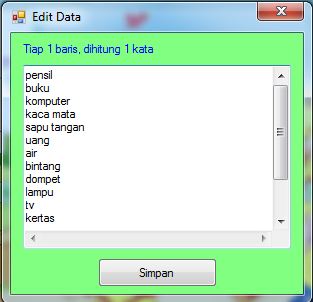 Edit Data
Tiap 1 baris, dihitung 1 kata
pensil
buku
komputer
kaca mata
sapu tangan
uang
air
bintang
dompet
lampu
tv
kertas
Simpan